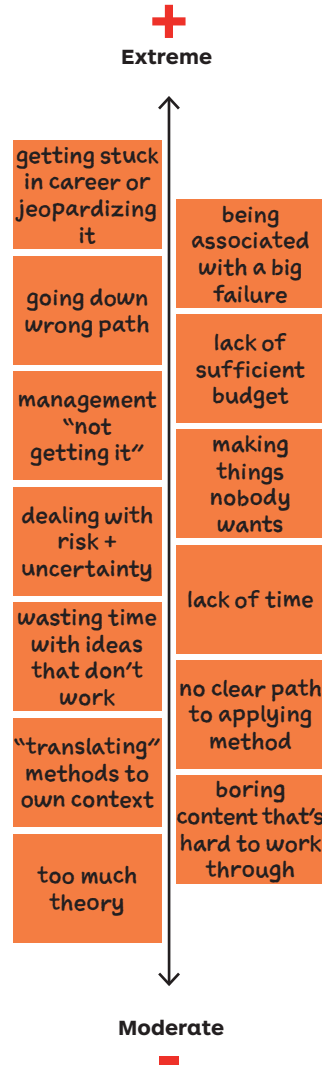 +
Extreme
getting stuck
in career or
jeopardizing
it
being
associated
with a big
failure
going down
wrong path
lack of
sufficient
budget
management
“not
getting it”
making
things
nobody
wants
dealing with
risk +
uncertainty
lack of time
wasting time
with ideas
that don’t
work
no clear path
to applying
method
“translating”
methods to
own context
boring
content that’s
hard to work
through
too much
theory
Moderate
-